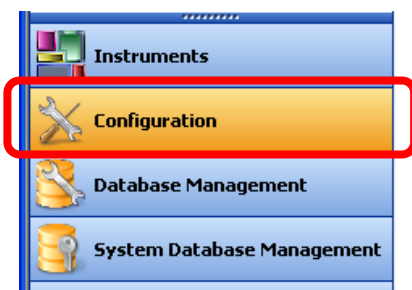 Instruments
Configuration
Database Management
System Database Management